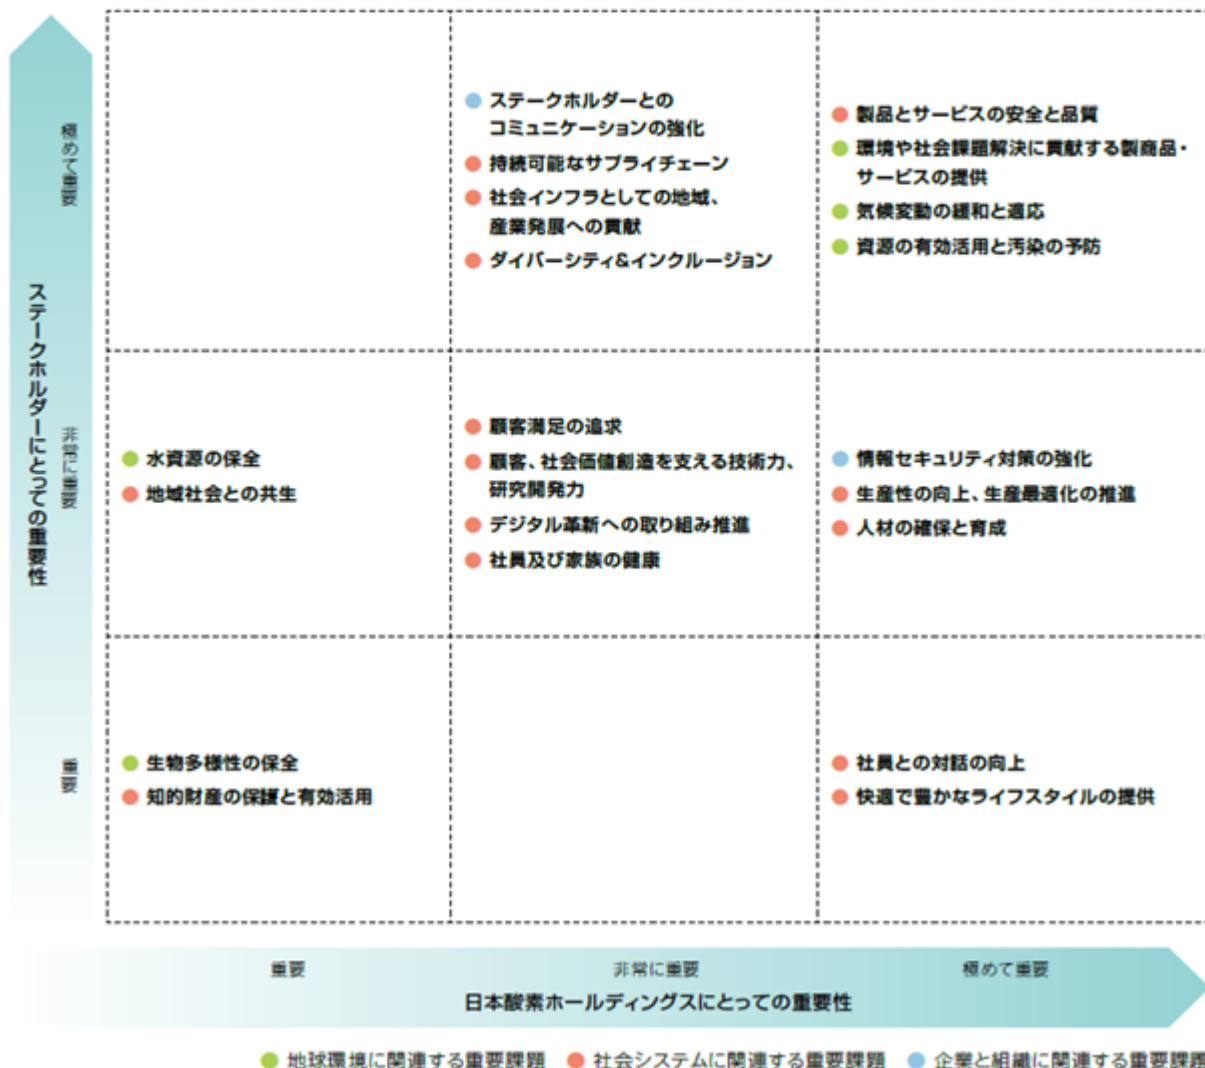 ステークホルダーにとっての重要性
極めて重要
非常に重要
重要
ステークホルダーとの
コミュニケーションの強化
持続可能なサプライチェーン
社会インフラとしての地域、
産業発展への貢献
ダイバーシティ&インクルージョン
製品とサービスの安全と品質
環境や社会課題解決に貢献する製商品・
サービスの提供
気候変動の緩和と適応
資源の有効活用と汚染の予防
水資源の保全
地域社会との共生
顧客満足の追求
顧客、社会価値創造を支える技術力、
研究開発力
デジタル革新への取り組み推進
社員及び家族の健康
情報セキュリティ対策の強化
生産性の向上、生産最適化の推進
人材の確保と育成
生物多様性の保全
知的財産の保護と有効活用
社員との対話の向上
快適で豊かなライフスタイルの提供
重要
非常に重要
極めて重要
日本酸素ホールディングスにとっての重要性
地球環境に関連する重要課題
社会システムに関連する重要課題
企業と組織に関連する重要課題